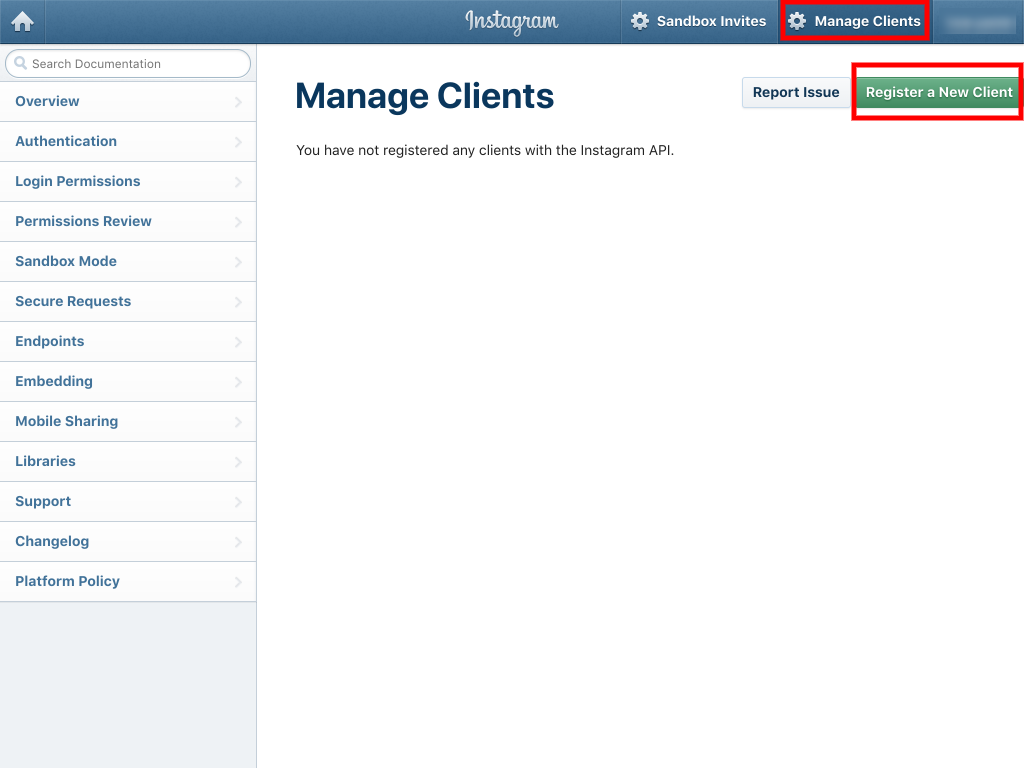 Instagram
Sandbox Invites
Manage Clients
Search Documentation
Overview
Authentication
Login Permissions
Permissions Review
Sandbox Mode
Secure Requests
Endpoints
Embedding
Mobile Sharing
Libraries
Support
Changelog
Platform Policy
Manage Clients
Report Issue
Register a New Client
You have not registered any clients with the Instagram API.